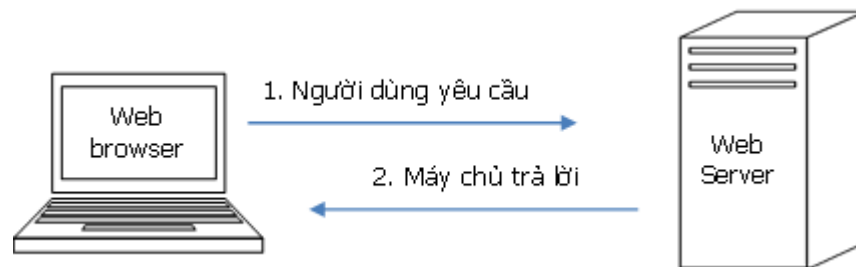 Web
browser
1. Người dùng yêu cầu
2. Máy chủ trả lời
Web
Server